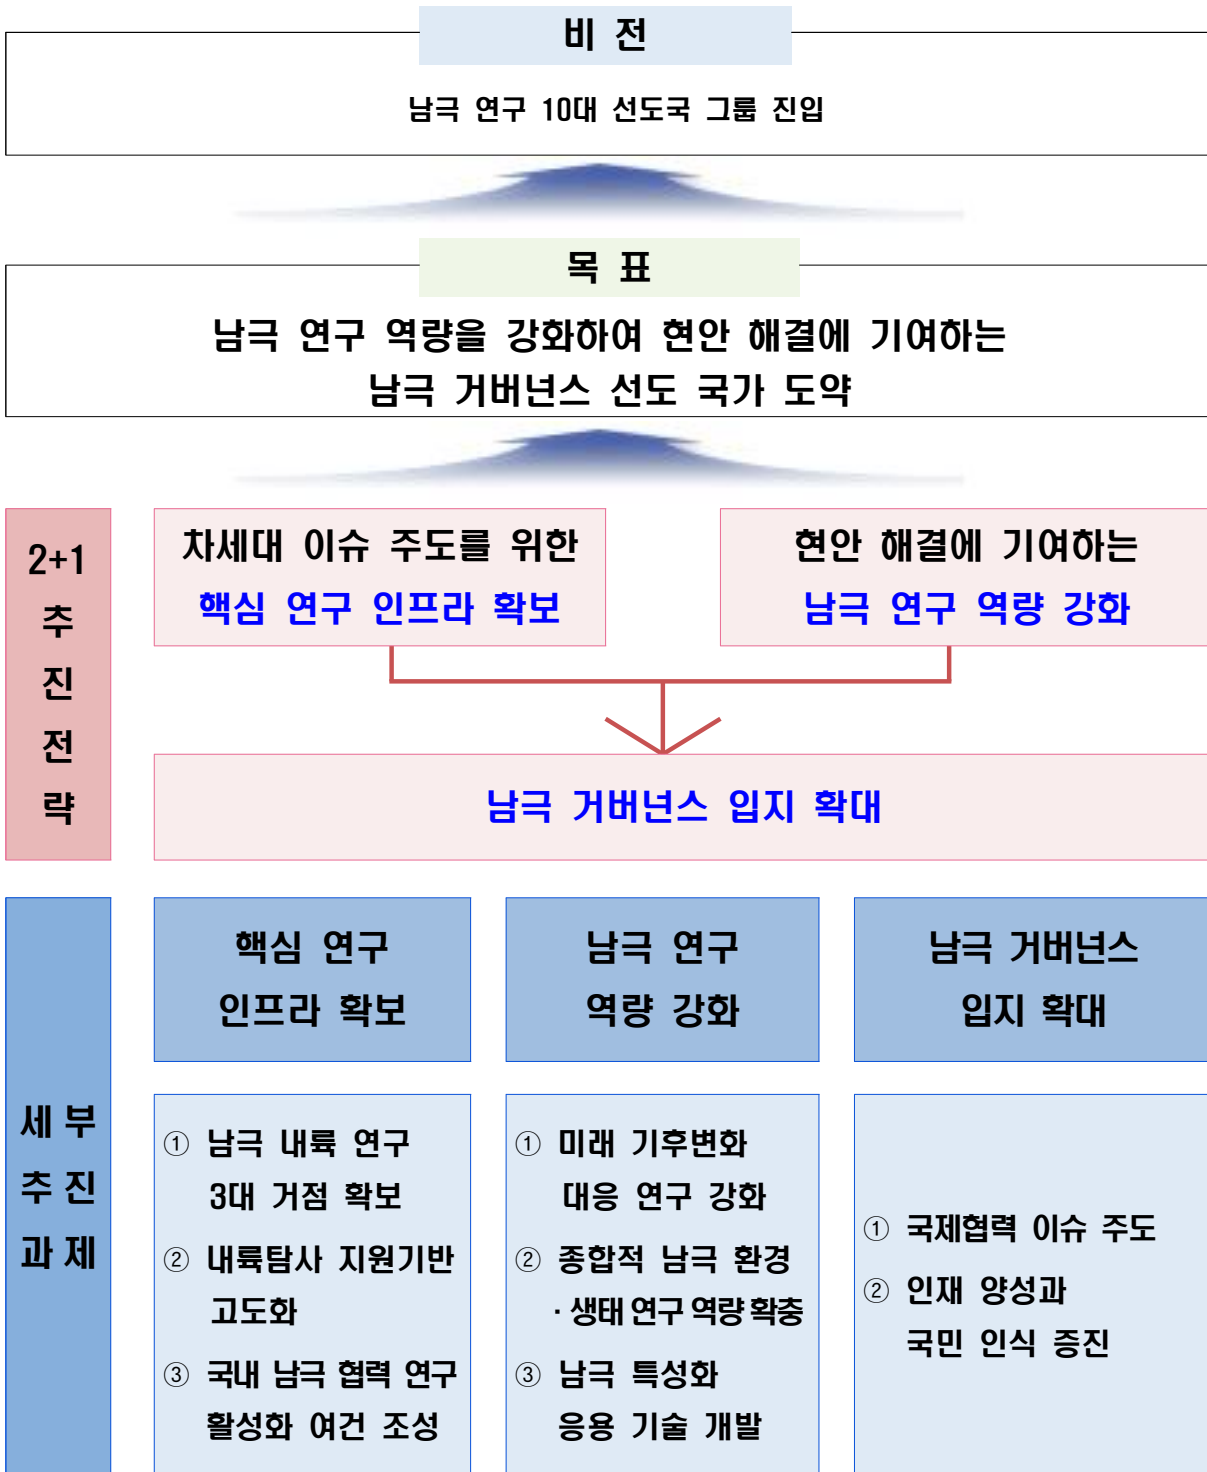 비 전
남극 연구 10대 선도국 그룹 진입
목 표
남극 연구 역량을 강화하여 현안 해결에 기여하는
남극 거버넌스 선도 국가 도약
2+1
추
진
전
략
차세대 이슈 주도를 위한
핵심 연구 인프라 확보
현안 해결에 기여하는
남극 연구 역량 강화
남극 거버넌스 입지 확대
세 부
추 진
과 제
핵심 연구
인프라 확보
① 남극 내륙 연구
3대 거점 확보
② 내륙탐사 지원기반
고도화
③ 국내 남극 협력 연구
활성화 여건 조성
남극 연구
역량 강화
① 미래 기후변화
대응 연구 강화
② 종합적 남극 환경
· 생태 연구 역량 확충
③ 남극 특성화
응용 기술 개발
남극 거버넌스
입지 확대
① 국제협력 이슈 주도
② 인재 양성과
국민 인식 증진